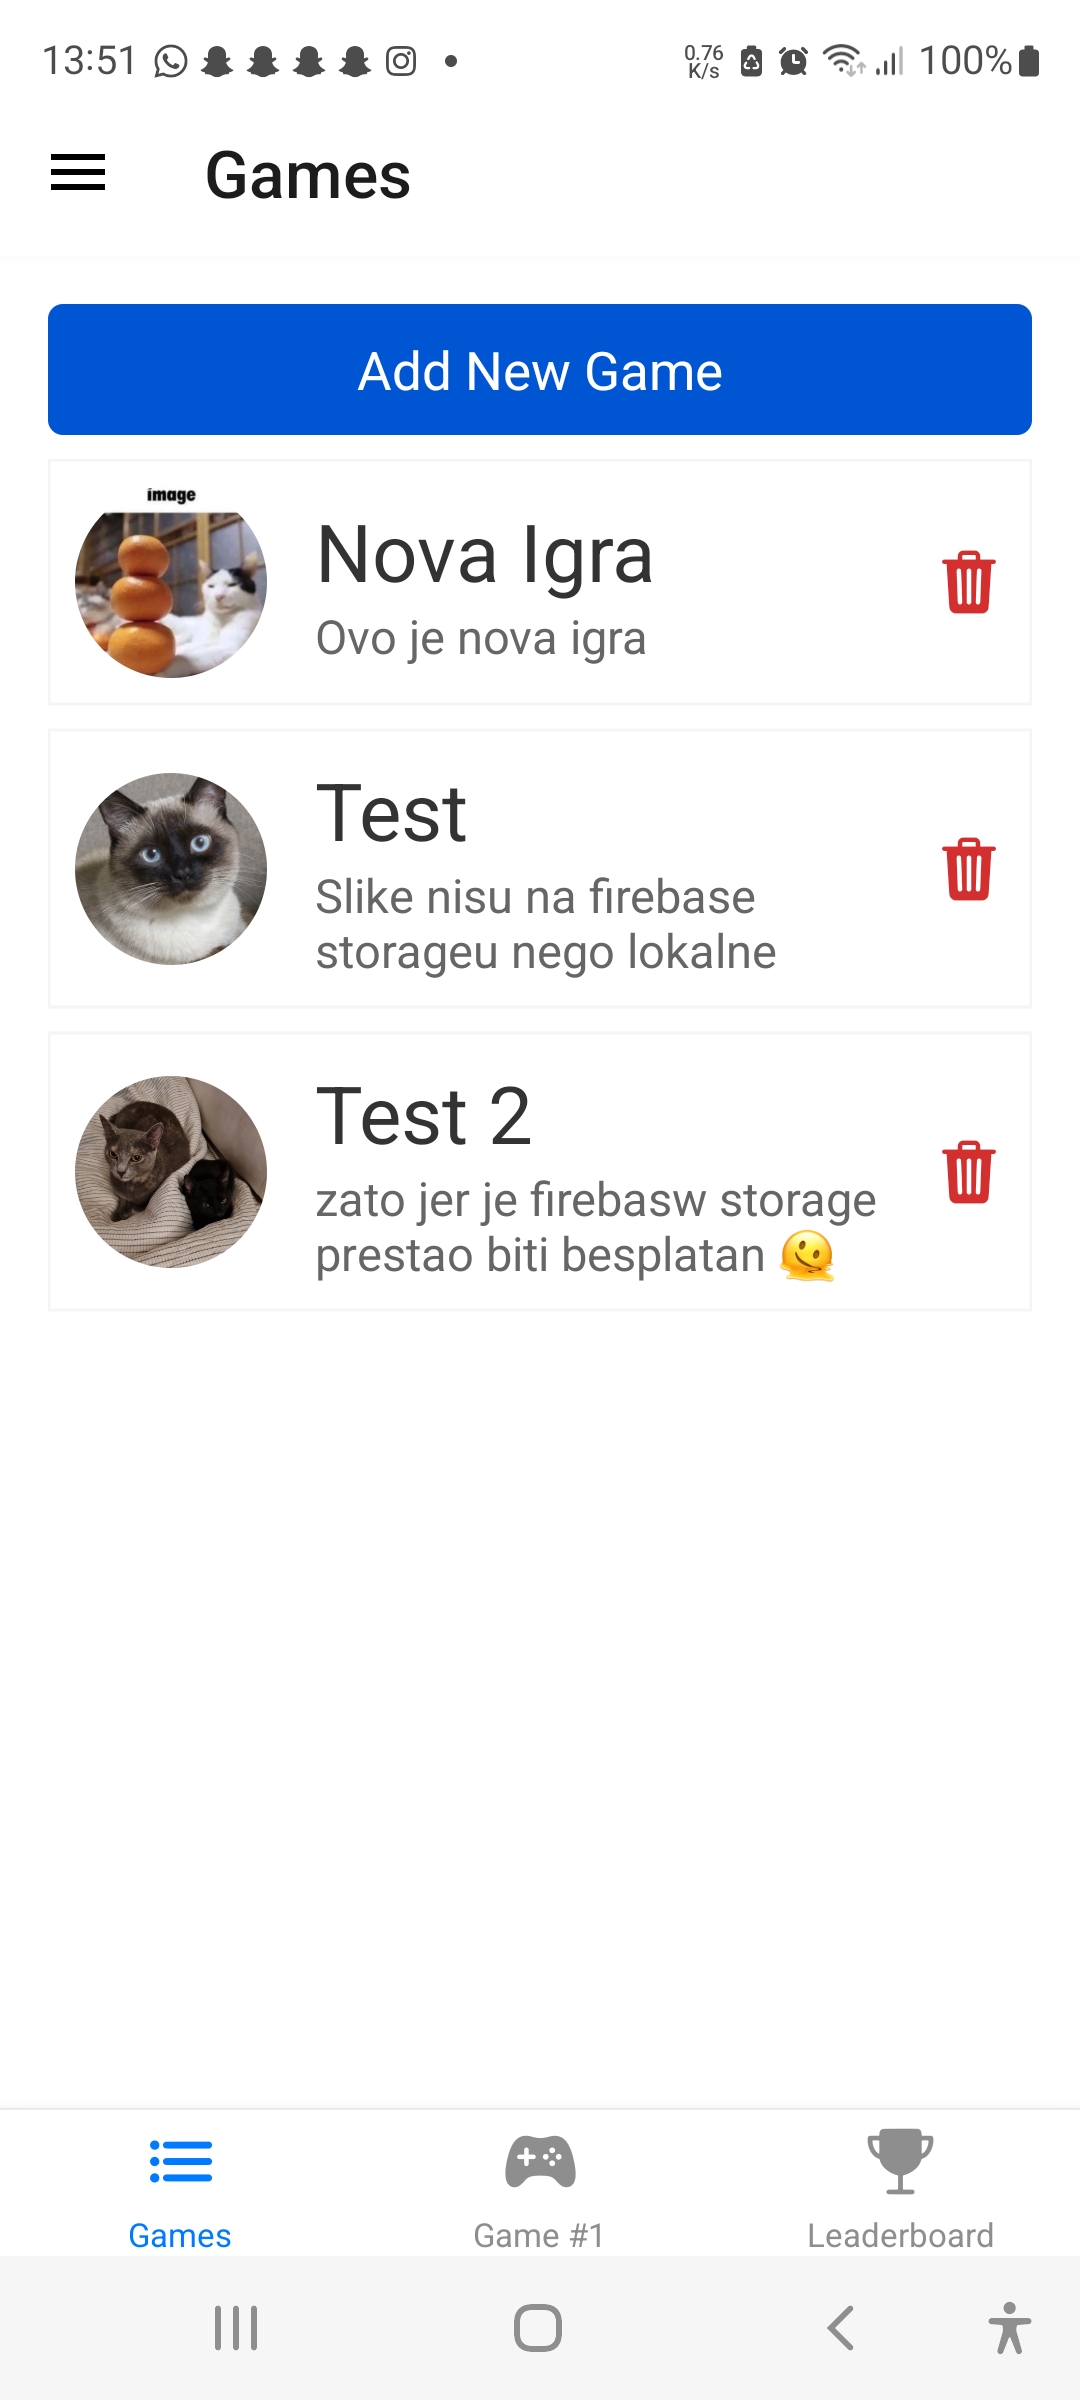 13:51
0.76
K/s
100%
Games
Add New Game
image
Nova Igra
Ovo je nova igra
Test
Slike nisu na firebase
storageu nego lokalne
Test 2
zato jer je firebasw storage
prestao biti besplatan 🫠
Games
Game #1
Leaderboard